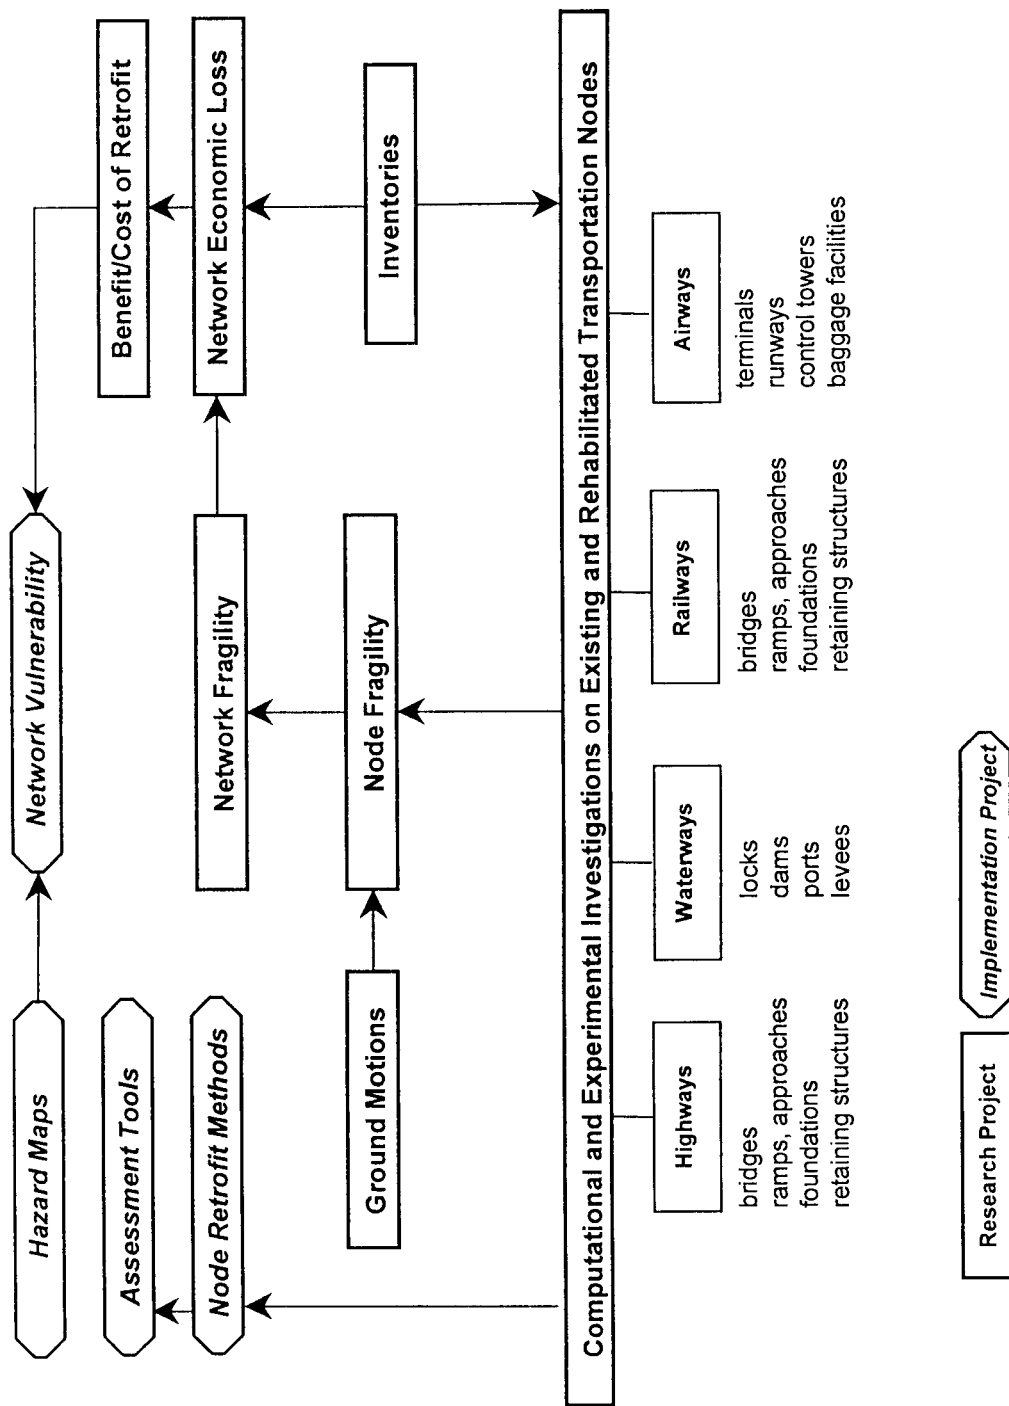 Hazard Maps
Network Vulnerability
Assessment Tools
Benefit/Cost of Retrofit
Node Retrofit Methods
Network Fragility
Network Economic Loss
Ground Motions
Node Fragility
Inventories
Computational and Experimental Investigations on Existing and Rehabilitated Transportation Nodes
Highways
bridges
ramps, approaches
foundations
retaining structures
Waterways
locks
dams
ports
levees
Railways
bridges
ramps, approaches
foundations
retaining structures
Airways
terminals
runways
control towers
baggage facilities
Research Project
Implementation Project